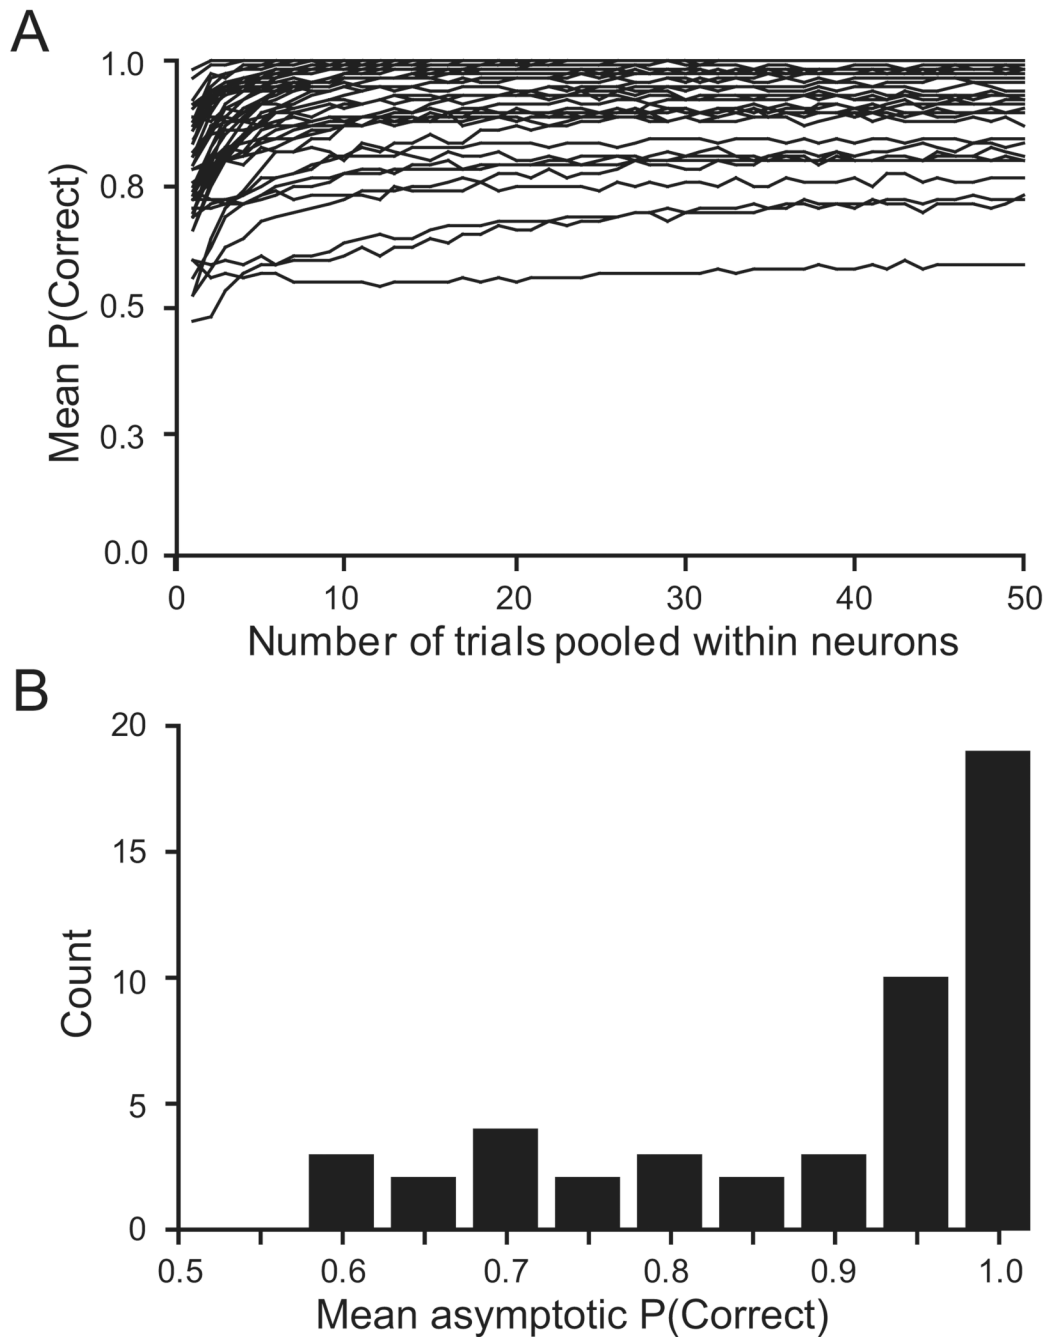 A
1.0
0.8
0.5
0.3
0.0
Mean P(Correct)
0 10 20 30 40 50
Number of trials pooled within neurons
B
20
15
10
5
0
Count
0.5 0.6 0.7 0.8 0.9 1.0
Mean asymptotic P(Correct)